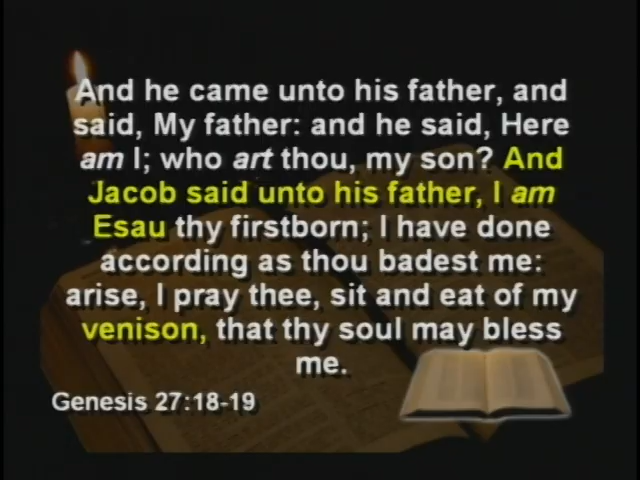 And he came unto his father, and
said, My father: and he said, Here
am I; who art thou, my son? And
Jacob said unto his father, I am
Esau thy firstborn; I have done
according as thou badest me:
arise, I pray thee, sit and eat of my
venison, that thy soul may bless
me.
Genesis 27:18-19